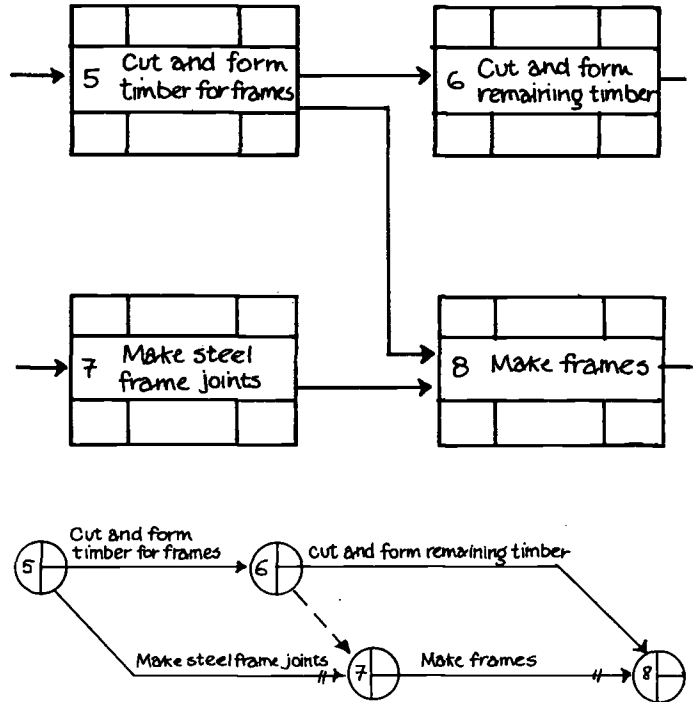 5 Cut and form
timber for frames
6 Cut and form
remaining timber
7 Make steel
frame joints
8 Make frames
Cut and form
timber for frames
cut and form remaining timber
5
6
Make steel frame joints
7
Make frames
8